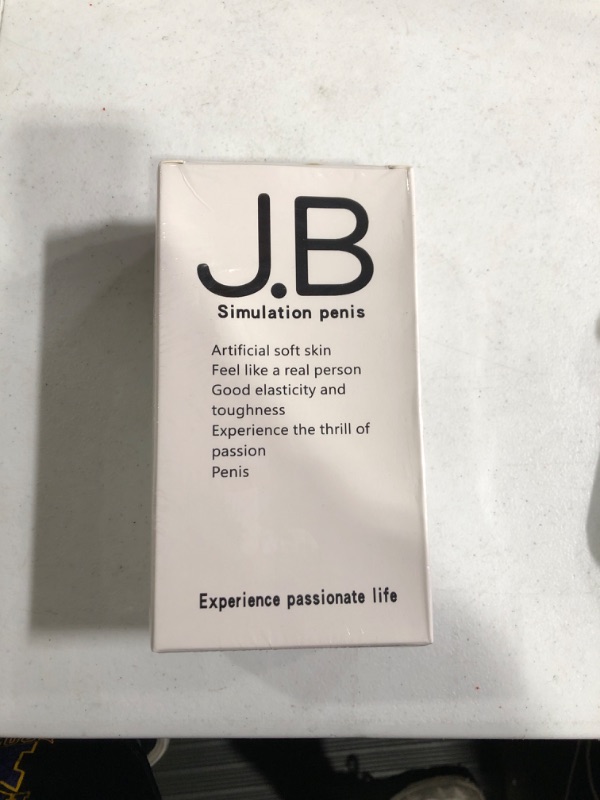 J.B
Simulation penis
Artificial soft skin
Feel like a real person
Good elasticity and
toughness
Experience the thrill of
passion
Penis
Experience passionate life